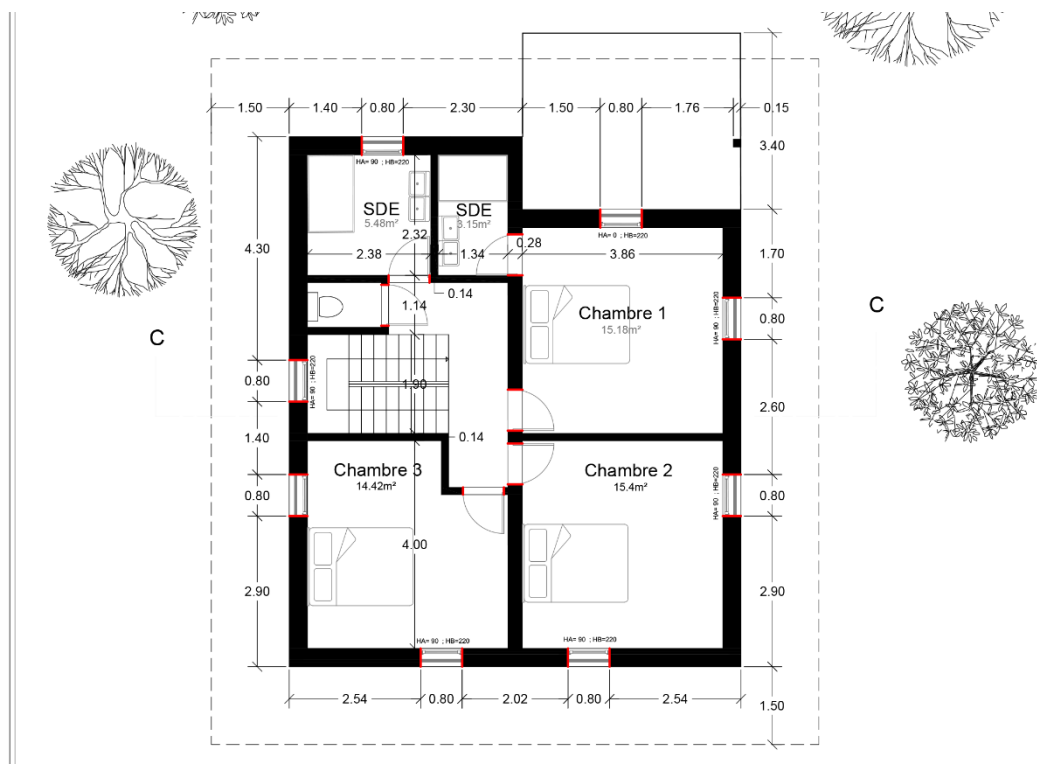 1.50
1.40
0.80
2.30
1.50
0.80
1.76
0.15
3.40
HA= 90 ; HB=220
SDE
5.48m²
SDE
3.15m²
2.32
2.38
1.34
0.28
HA= 0 ; HB=220
3.86
4.30
1.70
1.14
0.14
Chambre 1
15.18m²
HA= 90 ; HB=220
0.80
C
C
0.80
HA= 90 ; HB=220
1.90
2.60
1.40
0.14
Chambre 3
14.42m²
Chambre 2
15.4m²
0.80
HA= 90 ; HB=220
0.80
4.00
2.90
2.90
HA= 90 ; HB=220
HA= 90 ; HB=220
2.54
0.80
2.02
0.80
2.54
1.50